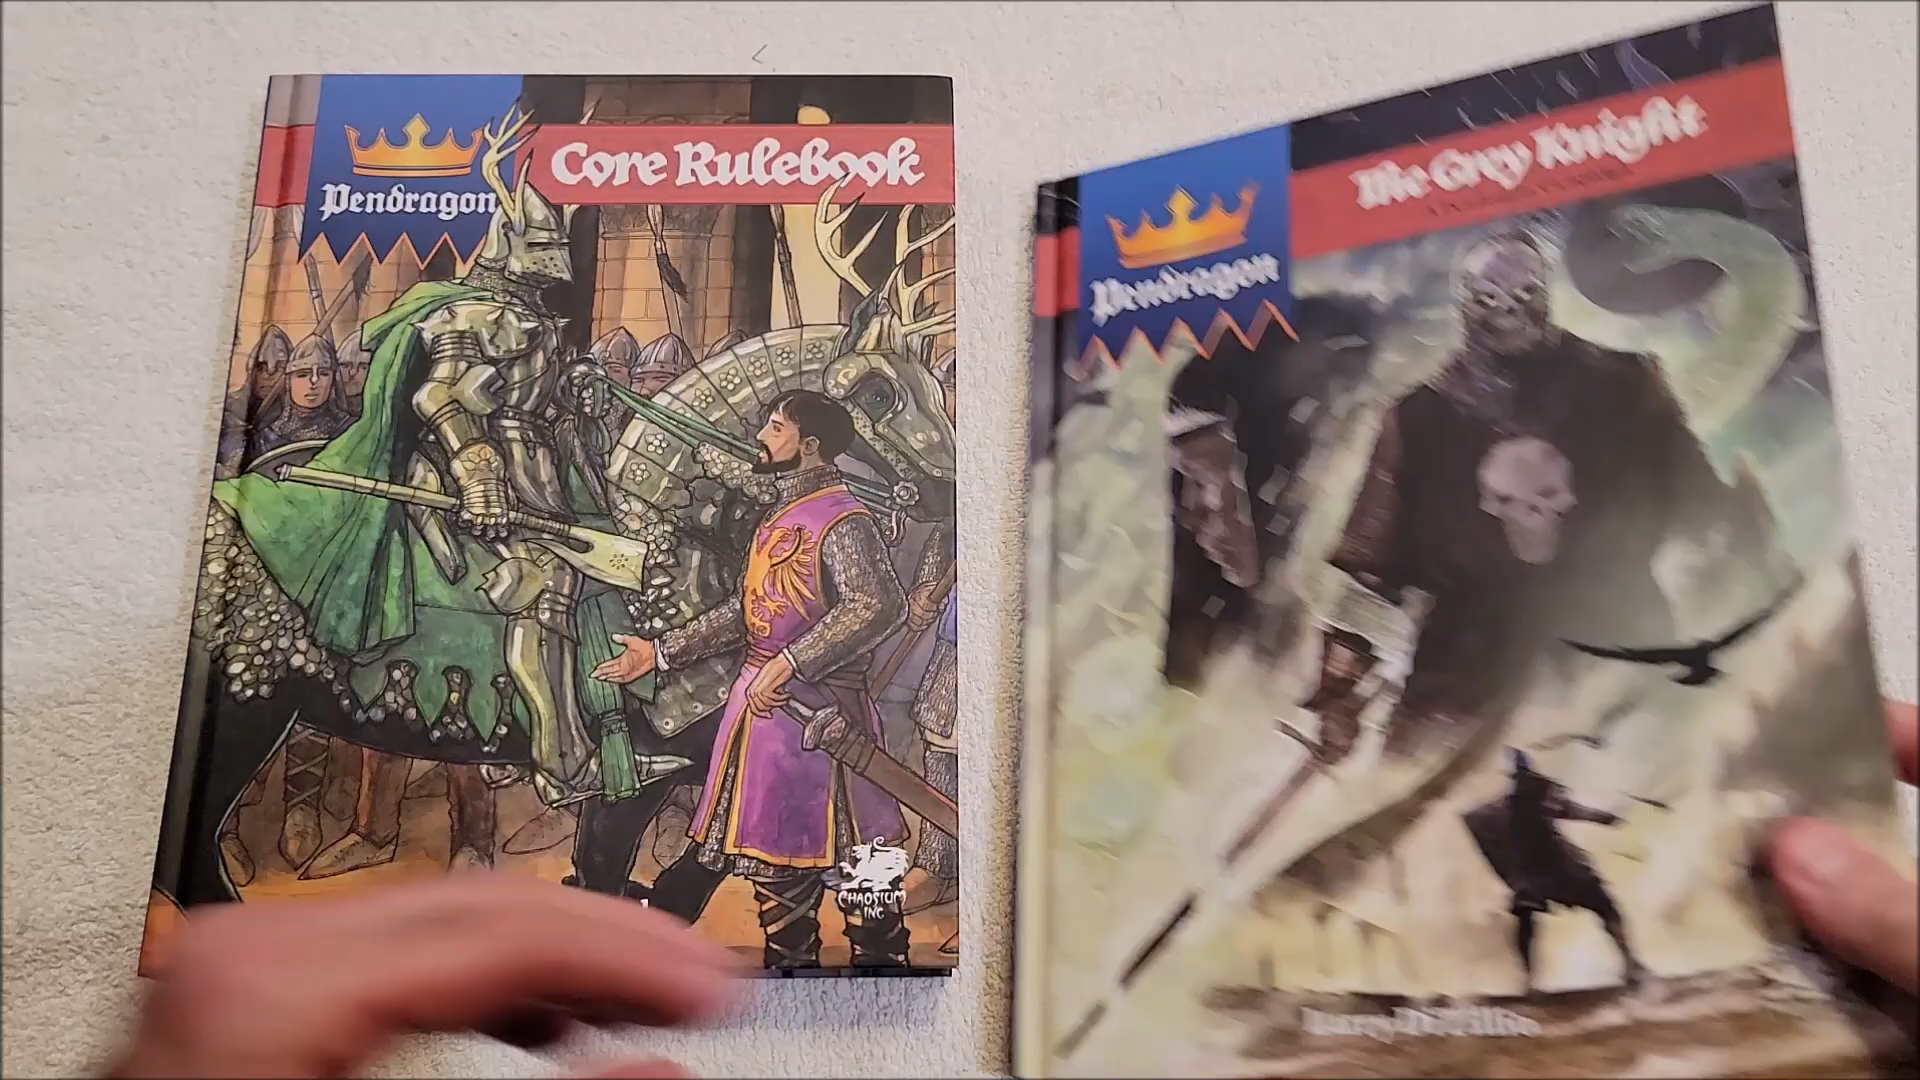 Pendragon
Core Rulebook
CHAOSIUM
INC
Pendragon
The Grey Knight